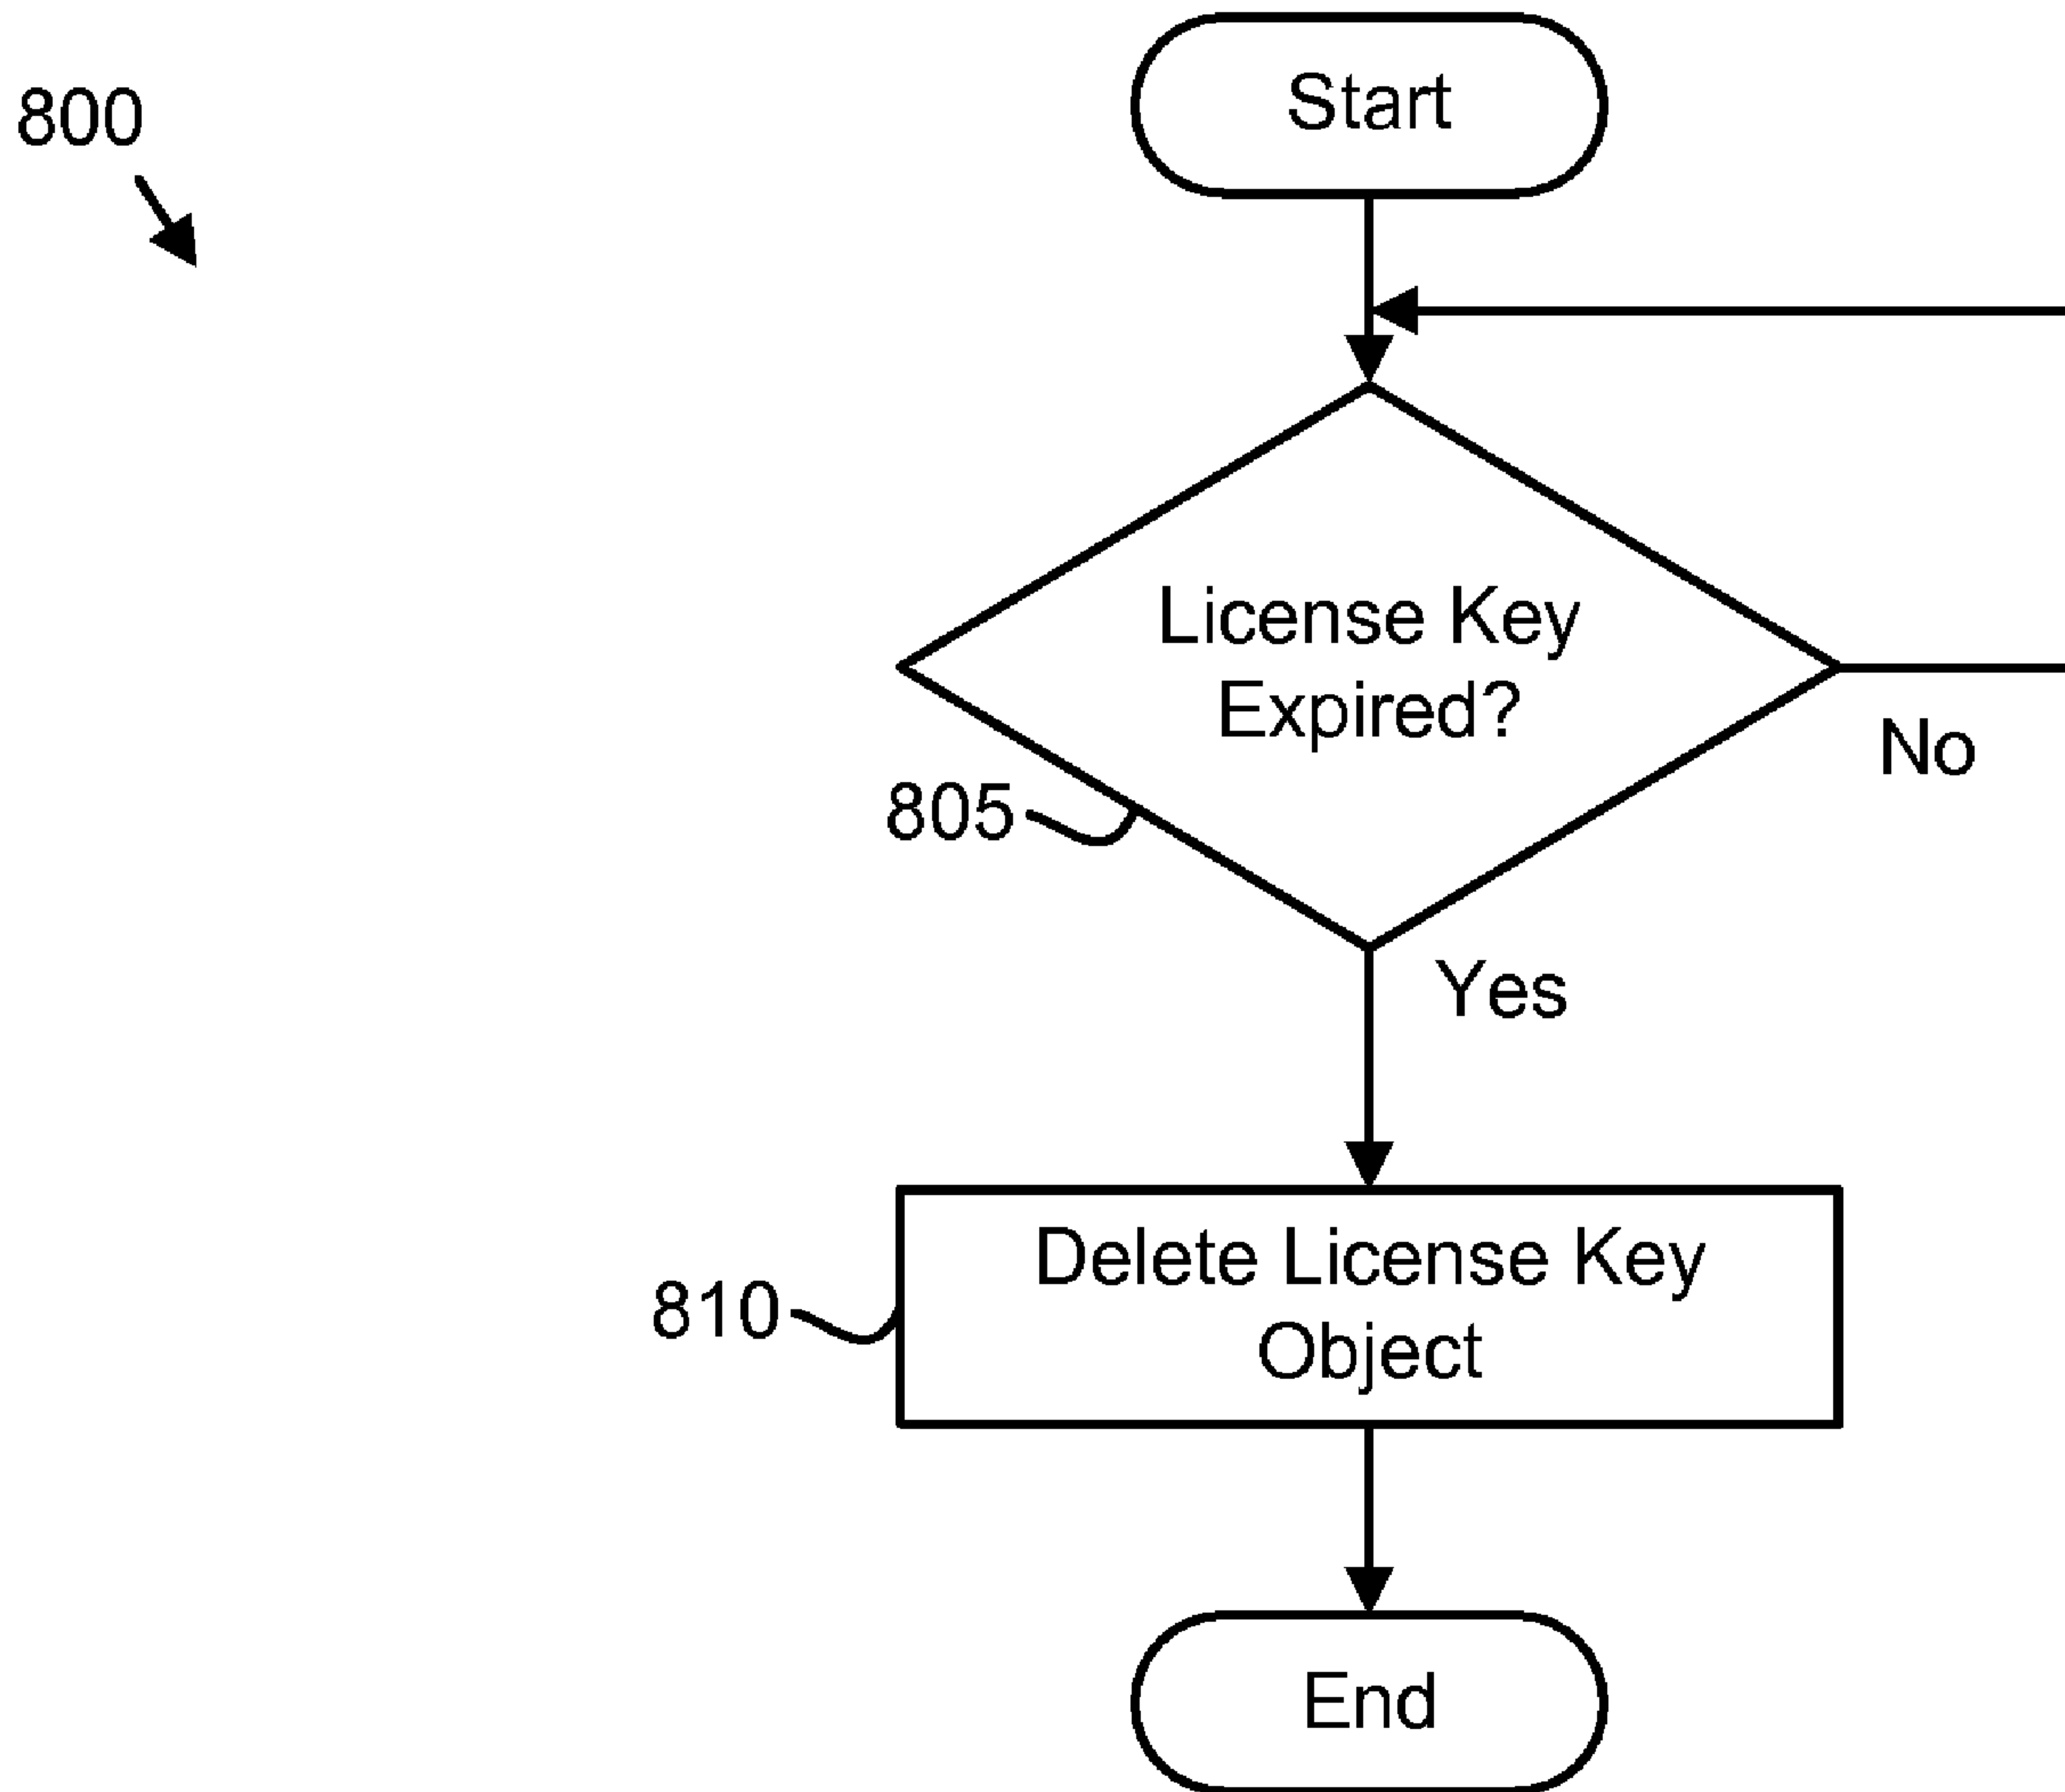 800
Start
License Key
Expired?
No
805
Yes
Delete License Key
Object
810
End